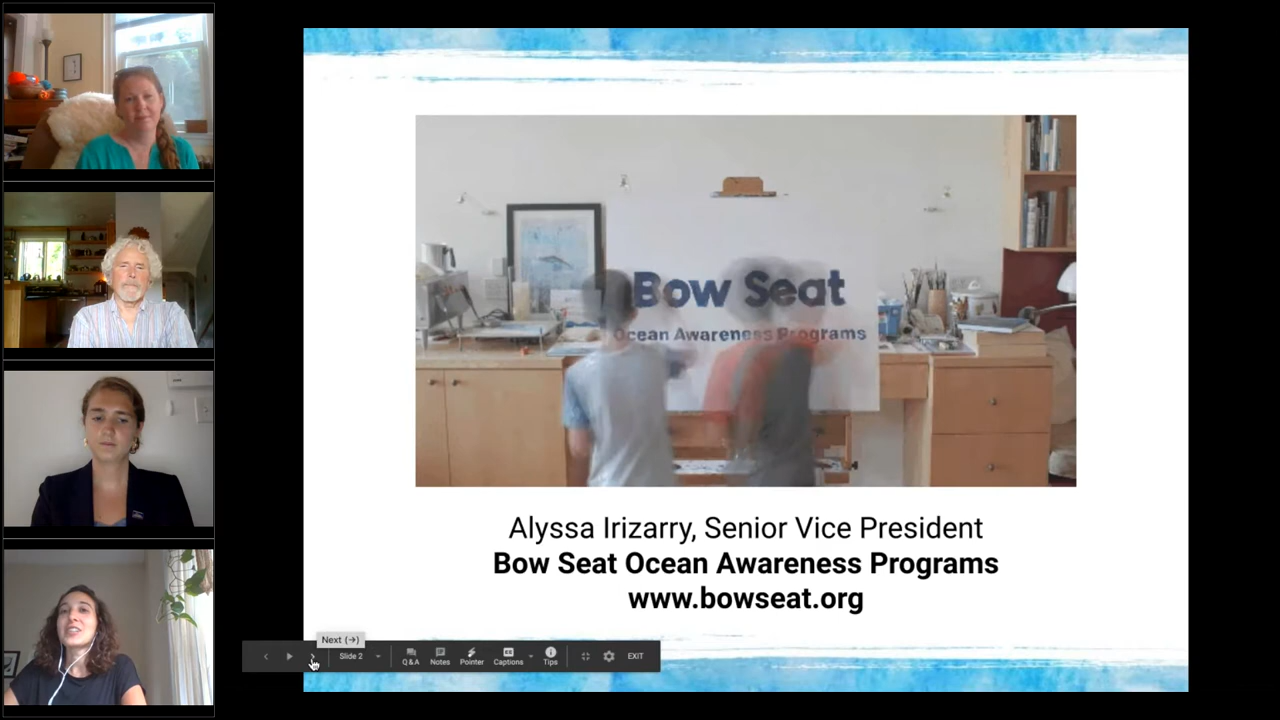 Bow Seat
Ocean Awareness Programs
Alyssa Irizarry, Senior Vice President
Bow Seat Ocean Awareness Programs
www.bowseat.org
Next (→)
Slide 2
Q&A
Notes
Pointer
Captions
Tips
EXIT